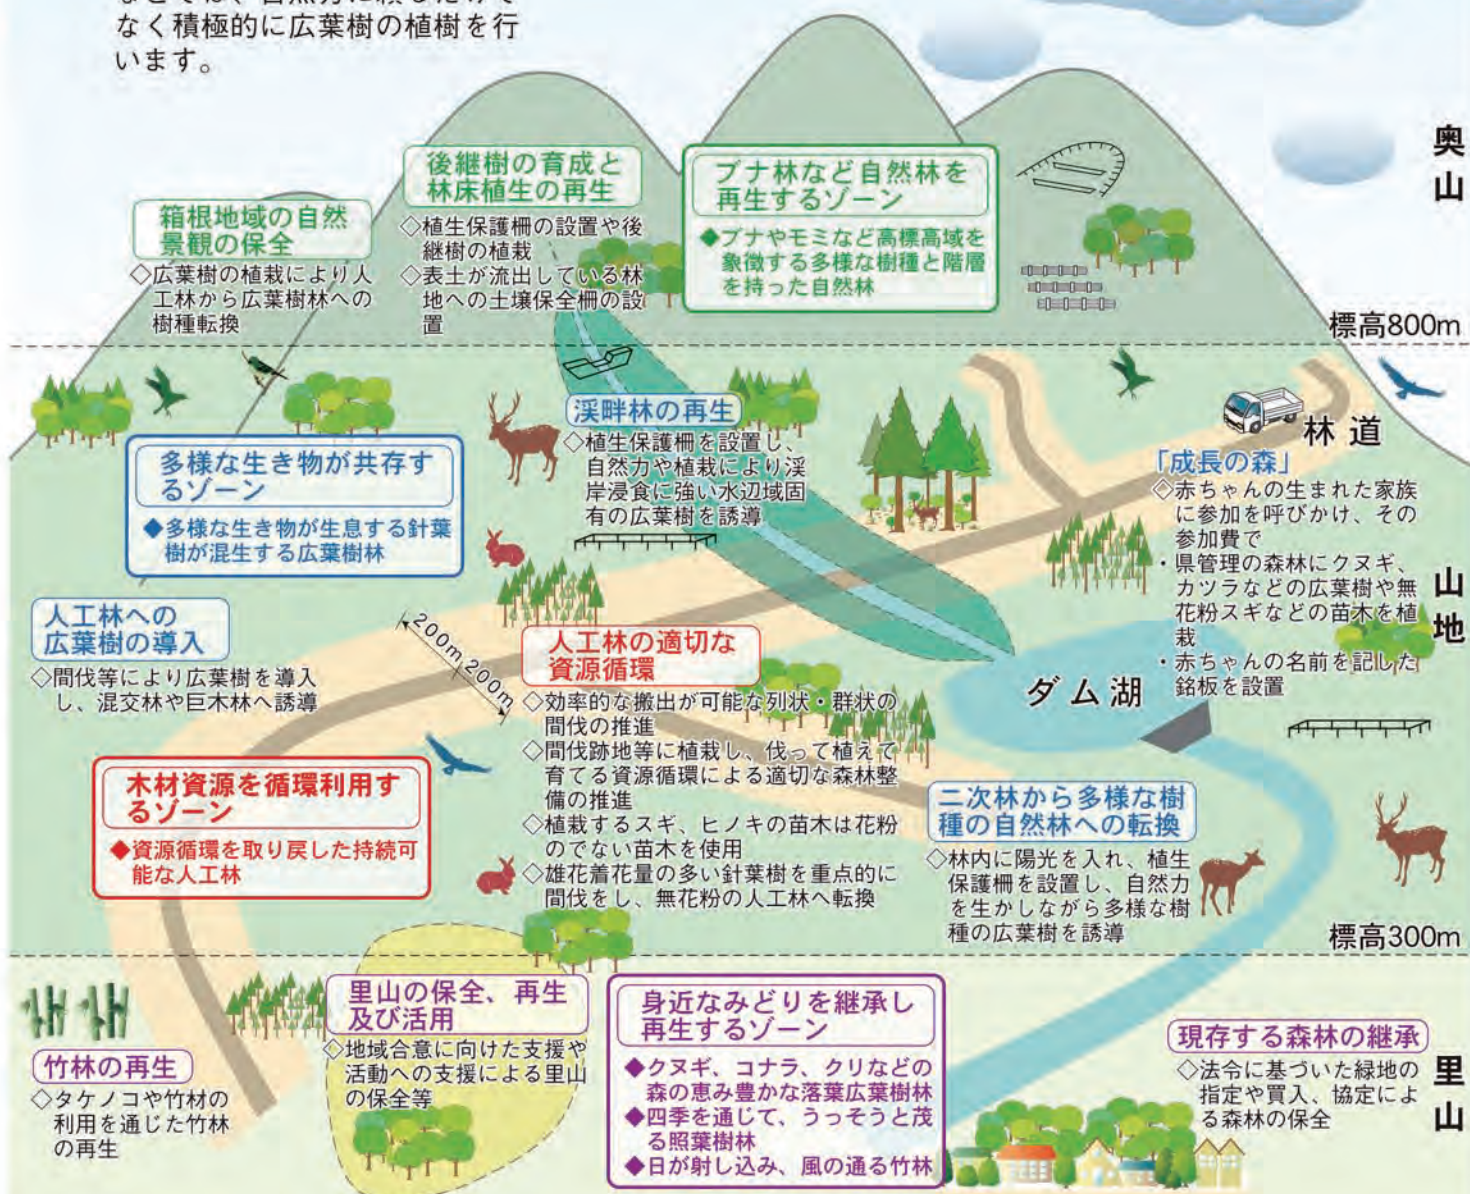 なく積極的に広葉樹の植樹を行
います。
奥山
後継樹の育成と
林床植生の再生
◇植生保護柵の設置や後
継樹の植栽
◇表土が流出している林
地への土壌保全柵の設
置
ブナ林など自然林を
再生するゾーン
◆ブナやモミなど高標高域を
象徴する多様な樹種と階層
を持った自然林
箱根地域の自然
景観の保全
◇広葉樹の植栽により人
工林から広葉樹林への
樹種転換
標高800m
渓畔林の再生
◇植生保護柵を設置し、
自然力や植栽により渓
岸浸食に強い水辺域固
有の広葉樹を誘導
林道
多様な生き物が共存す
るゾーン
◆多様な生き物が生息する針葉
樹が混生する広葉樹林
「成長の森」
◇赤ちゃんの生まれた家族
に参加を呼びかけ、その
参加費で
・県管理の森林にクヌギ、
カツラなどの広葉樹や無
花粉スギなどの苗木を植
栽
・赤ちゃんの名前を記した
銘板を設置
山地
人工林への
広葉樹の導入
◇間伐等により広葉樹を導入
し、混交林や巨木林へ誘導
200m
200m
人工林の適切な
資源循環
◇効率的な搬出が可能な列状・群状の
間伐の推進
◇間伐跡地等に植栽し、伐って植えて
育てる資源循環による適切な森林整
備の推進
◇植栽するスギ、ヒノキの苗木は花粉
のでない苗木を使用
◇雄花着花量の多い針葉樹を重点的に
間伐をし、無花粉の人工林へ転換
ダム湖
木材資源を循環利用す
るゾーン
◆資源循環を取り戻した持続可
能な人工林
二次林から多様な樹
種の自然林への転換
◇林内に陽光を入れ、植生
保護柵を設置し、自然力
を生かしながら多様な樹
種の広葉樹を誘導
標高300m
里山の保全、再生
及び活用
◇地域合意に向けた支援や
活動への支援による里山
の保全等
身近なみどりを継承し
再生するゾーン
◆クヌギ、コナラ、クリなどの
森の恵み豊かな落葉広葉樹林
◆四季を通じて、うっそうと茂
る照葉樹林
◆日が射し込み、風の通る竹林
竹林の再生
◇タケノコや竹材の
利用を通じた竹林
の再生
現存する森林の継承
◇法令に基づいた緑地の
指定や買入、協定によ
る森林の保全
里山